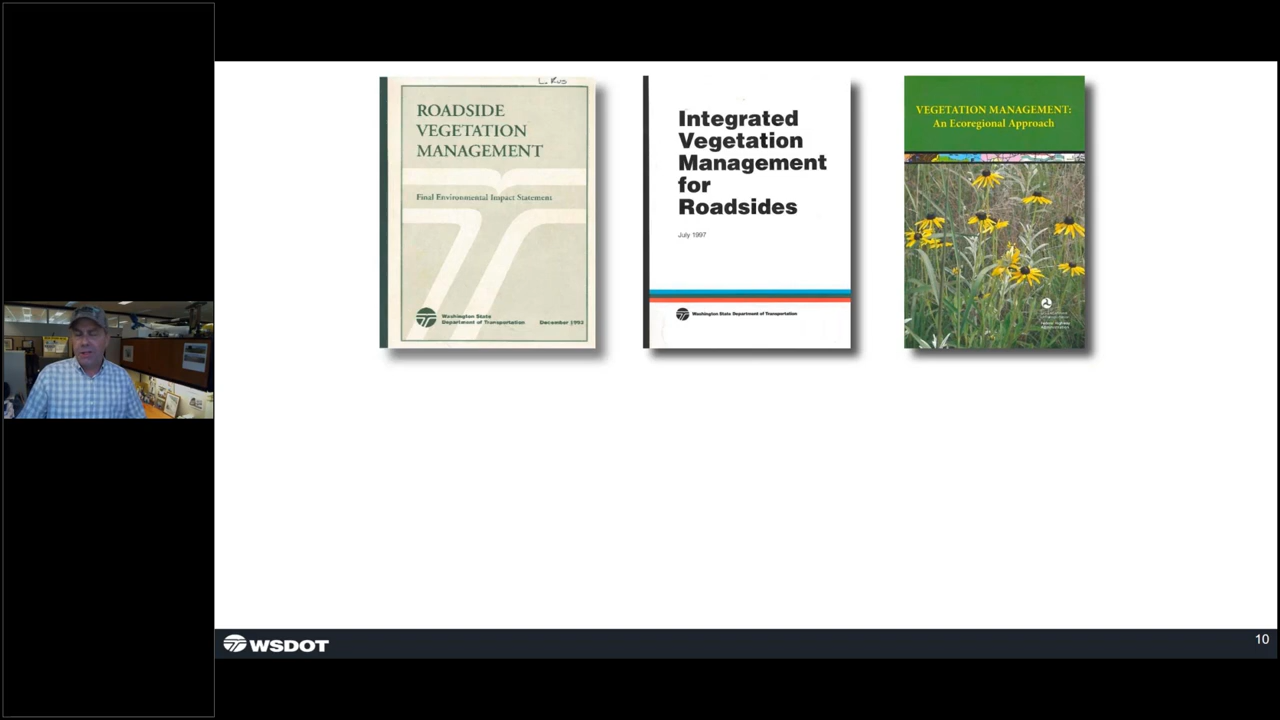 ROADSIDE
VEGETATION
MANAGEMENT
Final Environmental Impact Statement
Washington State
Department of Transportation
December 1993
Integrated
Vegetation
Management
for
Roadsides
July 1997
Washington State Department of Transportation
VEGETATION MANAGEMENT:
An Ecoregional Approach
WSDOT
10